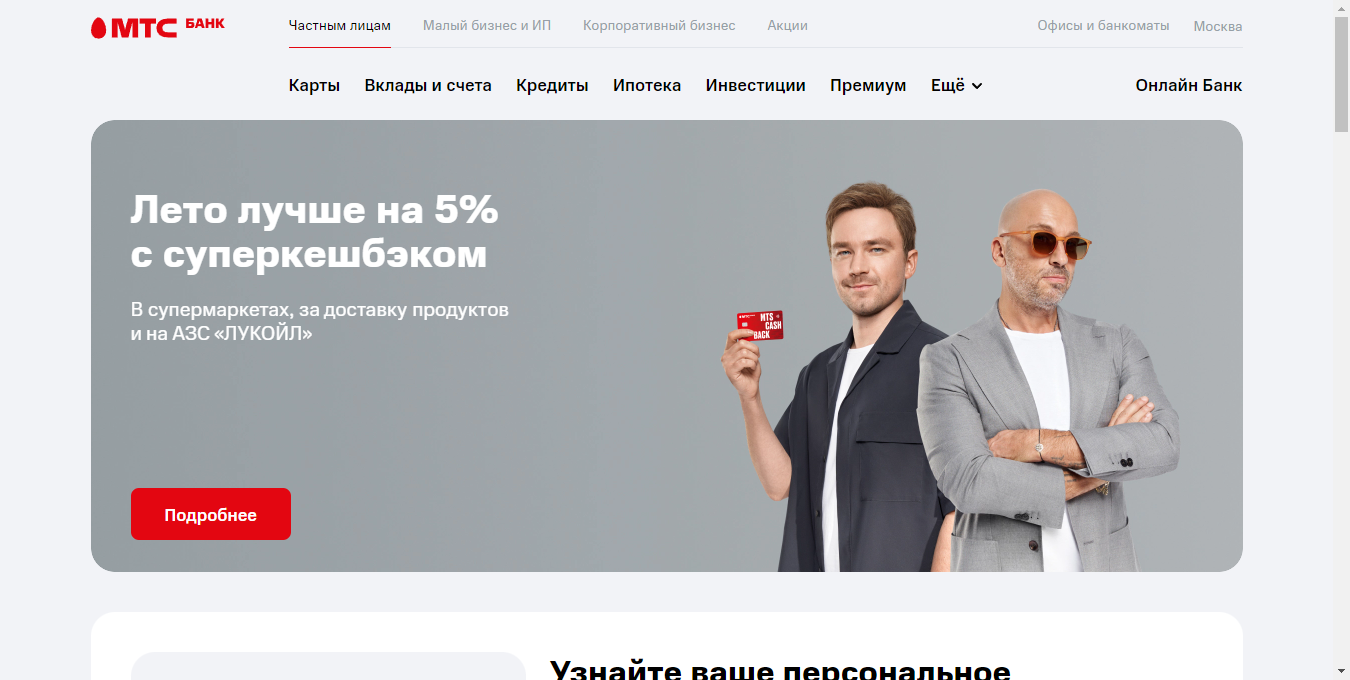 МТС БАНК
Частным лицам Малый бизнес и ИП Корпоративный бизнес Акции Офисы и банкоматы Москва
Карты Вклады и счета Кредиты Ипотека Инвестиции Премиум Ещё Онлайн Банк
Лето лучше на 5%
с суперкешбэком
В супермаркетах, за доставку продуктов
и на АЗС «ЛУКОЙЛ»
MTS
CASH
BACK
Подробнее
Узнайте ваше персональное